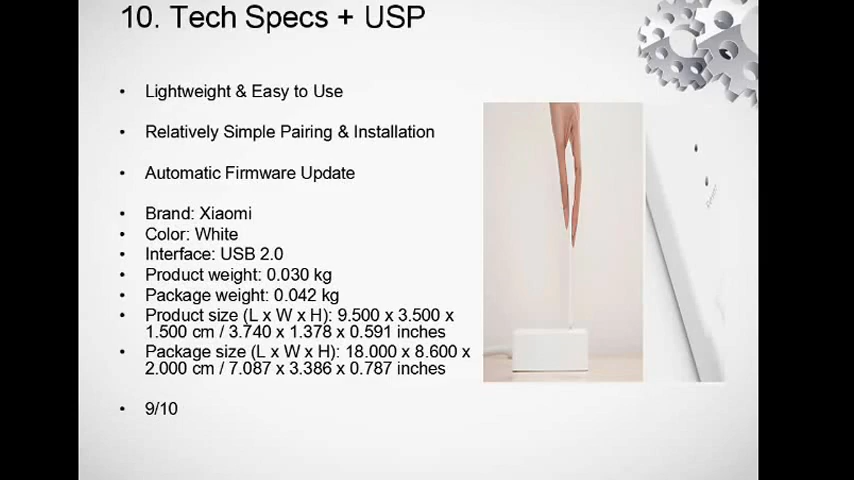 10. Tech Specs + USP
• Lightweight & Easy to Use
• Relatively Simple Pairing & Installation
• Automatic Firmware Update
• Brand: Xiaomi
• Color: White
• Interface: USB 2.0
• Product weight: 0.030 kg
• Package weight: 0.042 kg
• Product size (L x W x H): 9.500 x 3.500 x
1.500 cm / 3.740 x 1.378 x 0.591 inches
• Package size (L x W x H): 18.000 x 8.600 x
2.000 cm / 7.087 x 3.386 x 0.787 inches
• 9/10